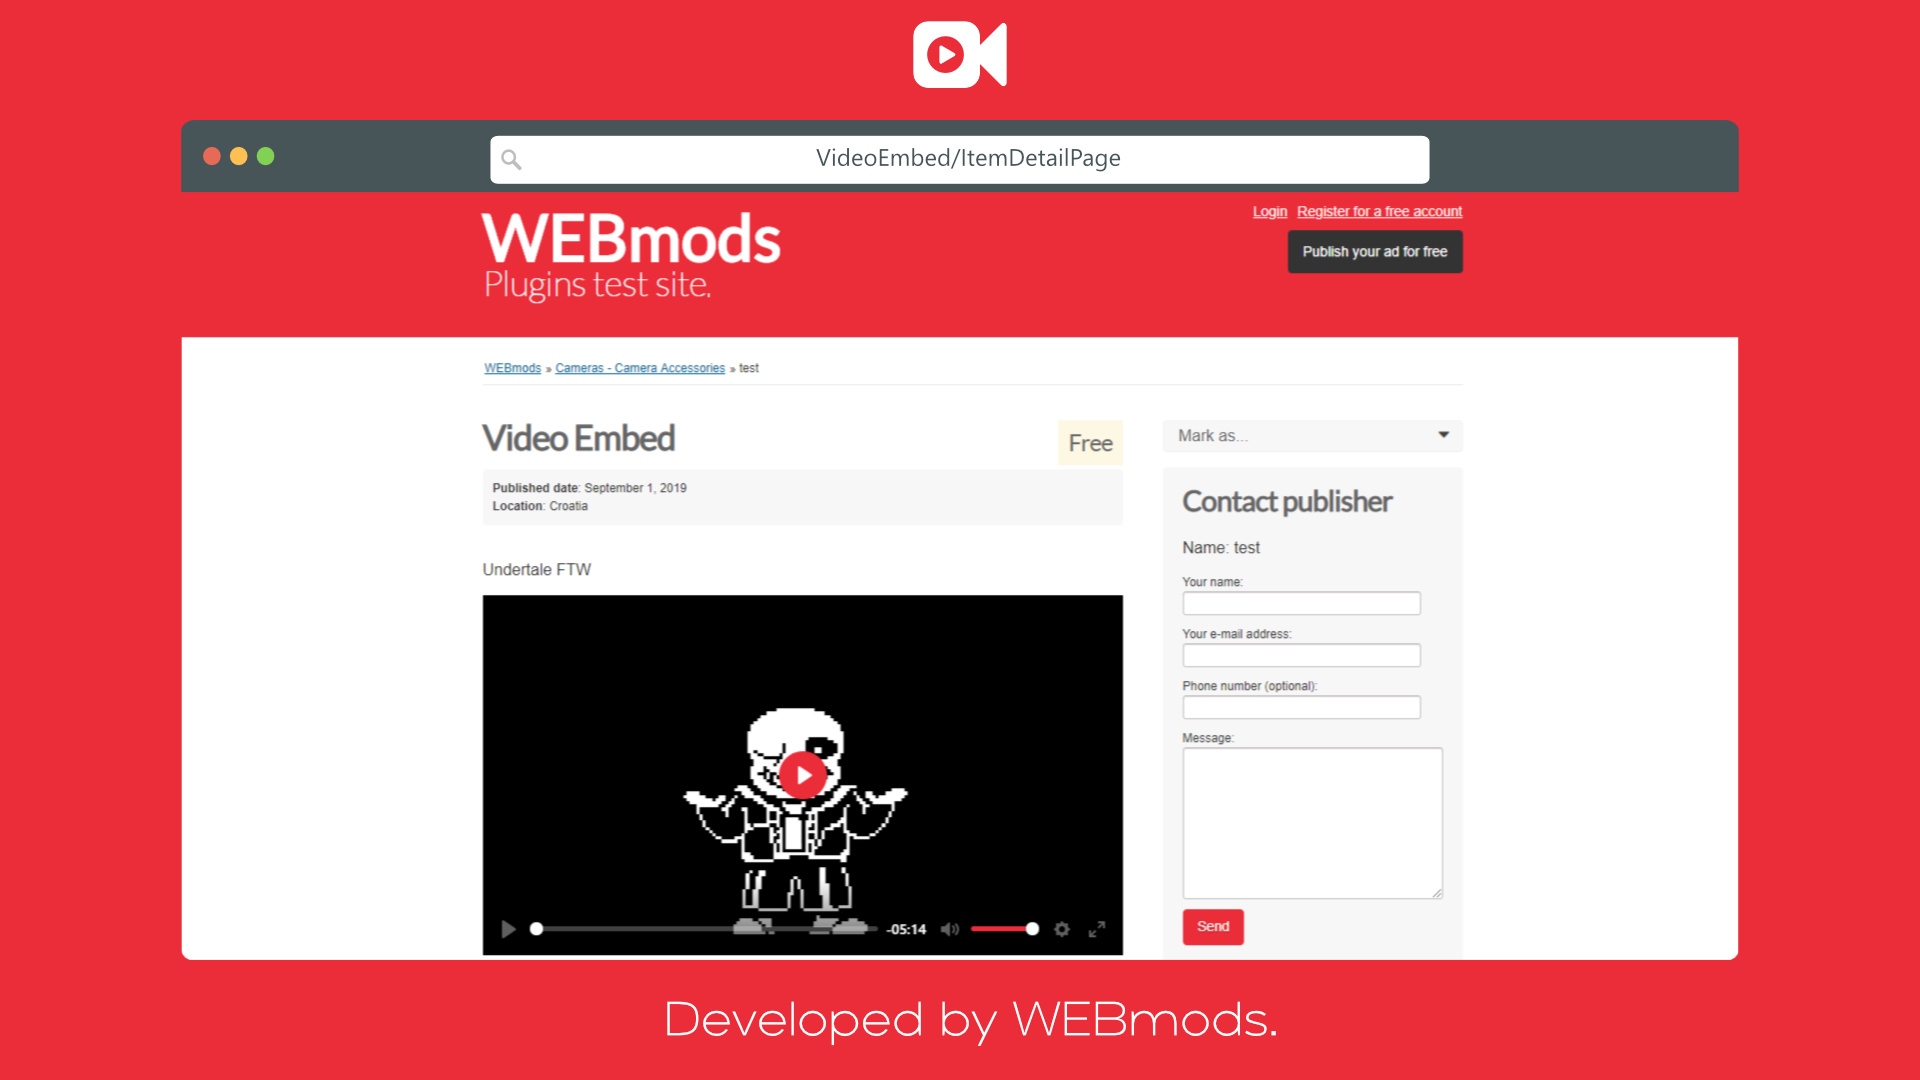 VideoEmbed/ItemDetailPage
WEBmods
Plugins test site.
Login Register for a free account
Publish your ad for free
WEBmods » Cameras - Camera Accessories » test
Video Embed
Free
Published date: September 1, 2019
Location: Croatia
Undertale FTW
-05:14
Mark as...
Contact publisher
Name: test
Your name:
Your e-mail address:
Phone number (optional):
Message:
Send
Developed by WEBmods.